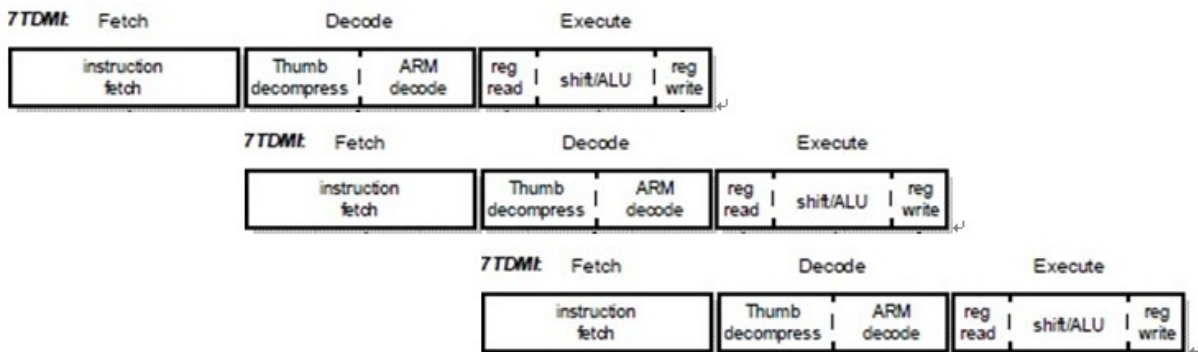 7TDMI: Fetch Decode Execute
instruction Thumb ARM reg shift/ALU reg
fetch decompress decode read write
7TDMI: Fetch Decode Execute
instruction Thumb ARM reg shift/ALU reg
fetch decompress decode read write
7TDMI: Fetch Decode Execute
instruction Thumb ARM reg shift/ALU reg
fetch decompress decode read write